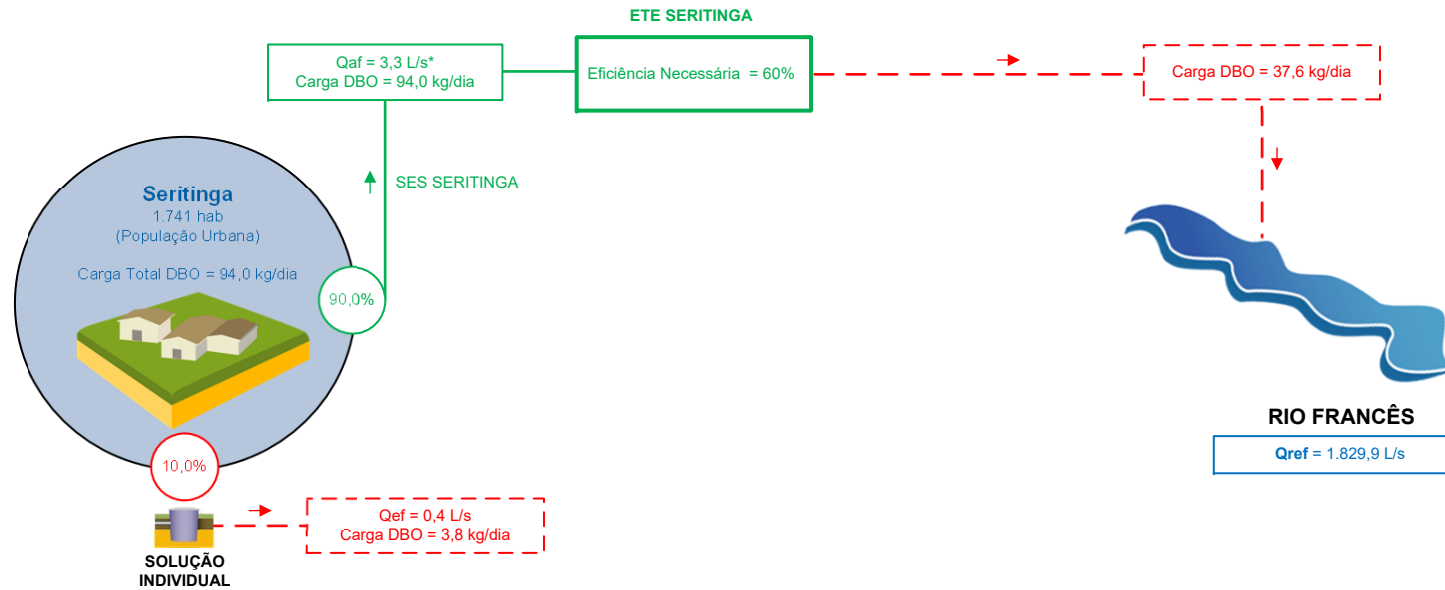 ETE SERITINGA
Qaf = 3,3 L/s*
Carga DBO = 94,0 kg/dia
Eficiência Necessária = 60%
Carga DBO = 37,6 kg/dia
SES SERITINGA
Seritinga
1.741 hab
(População Urbana)
Carga Total DBO = 94,0 kg/dia
90,0%
RIO FRANCÊS
Qref = 1.829,9 L/s
10,0%
Qef = 0,4 L/s
Carga DBO = 3,8 kg/dia
SOLUÇÃO
INDIVIDUAL